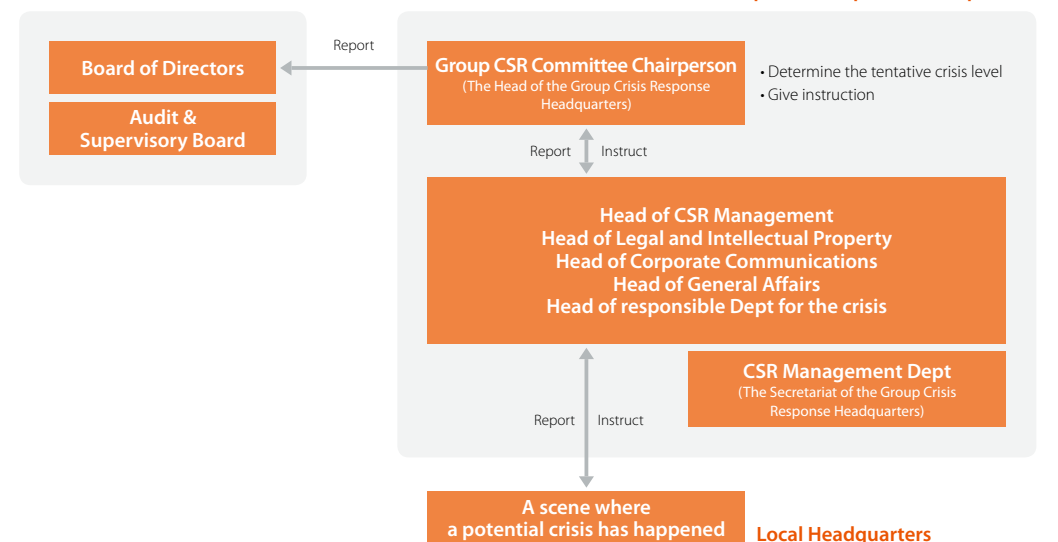 Report
Board of Directors
Audit &
Supervisory Board
Group CSR Committee Chairperson
(The Head of the Group Crisis Response
Headquarters)
• Determine the tentative crisis level
• Give instruction
Report Instruct
Head of CSR Management
Head of Legal and Intellectual Property
Head of Corporate Communications
Head of General Affairs
Head of responsible Dept for the crisis
CSR Management Dept
(The Secretariat of the Group Crisis
Response Headquarters)
Report Instruct
A scene where
a potential crisis has happened
Local Headquarters